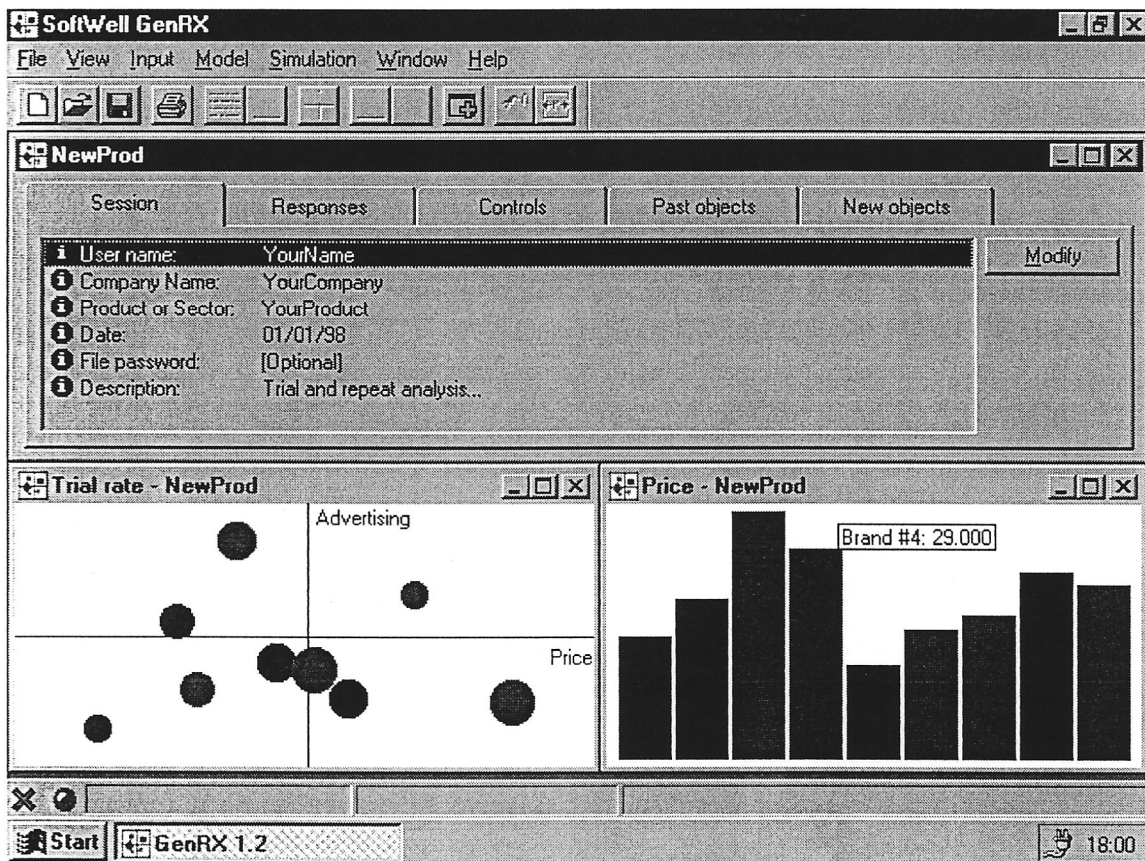 SoftWell GenRX
File View Input Model Simulation Window Help
NewProd
Session Responses Controls Past objects New objects
User name: YourName
Modify
Company Name: YourCompany
Product or Sector: YourProduct
Date: 01/01/98
File password: [Optional]
Description: Trial and repeat analysis...
Trial rate - NewProd
Advertising
Price
Price - NewProd
Brand #4: 29.000
Start GenRX 1.2 18:00